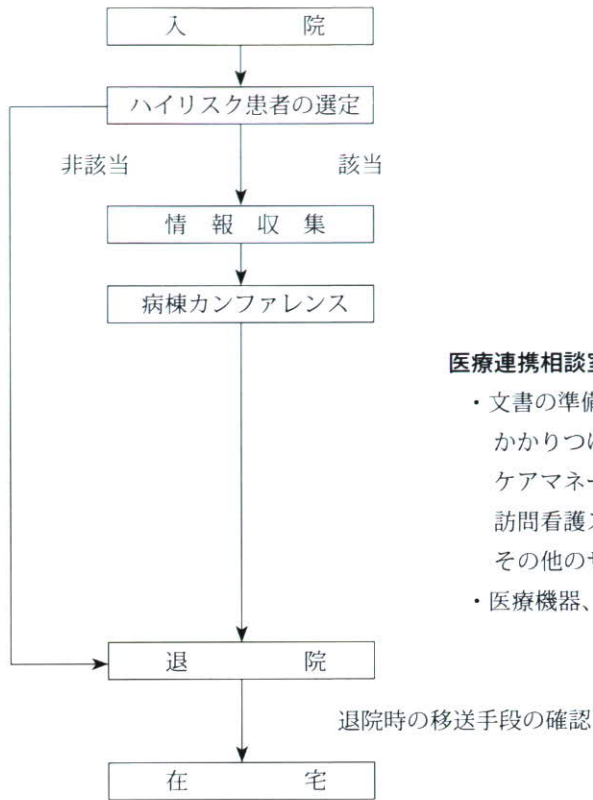 入 院
ハイリスク患者の選定
非該当 該当
情 報 収 集
病棟カンファレンス
医療連携相談室
・文書の準備
かかりつけ
ケアマネー
訪問看護
その他の
・医療機器、
退 院
退院時の移送手段の確認
在 宅